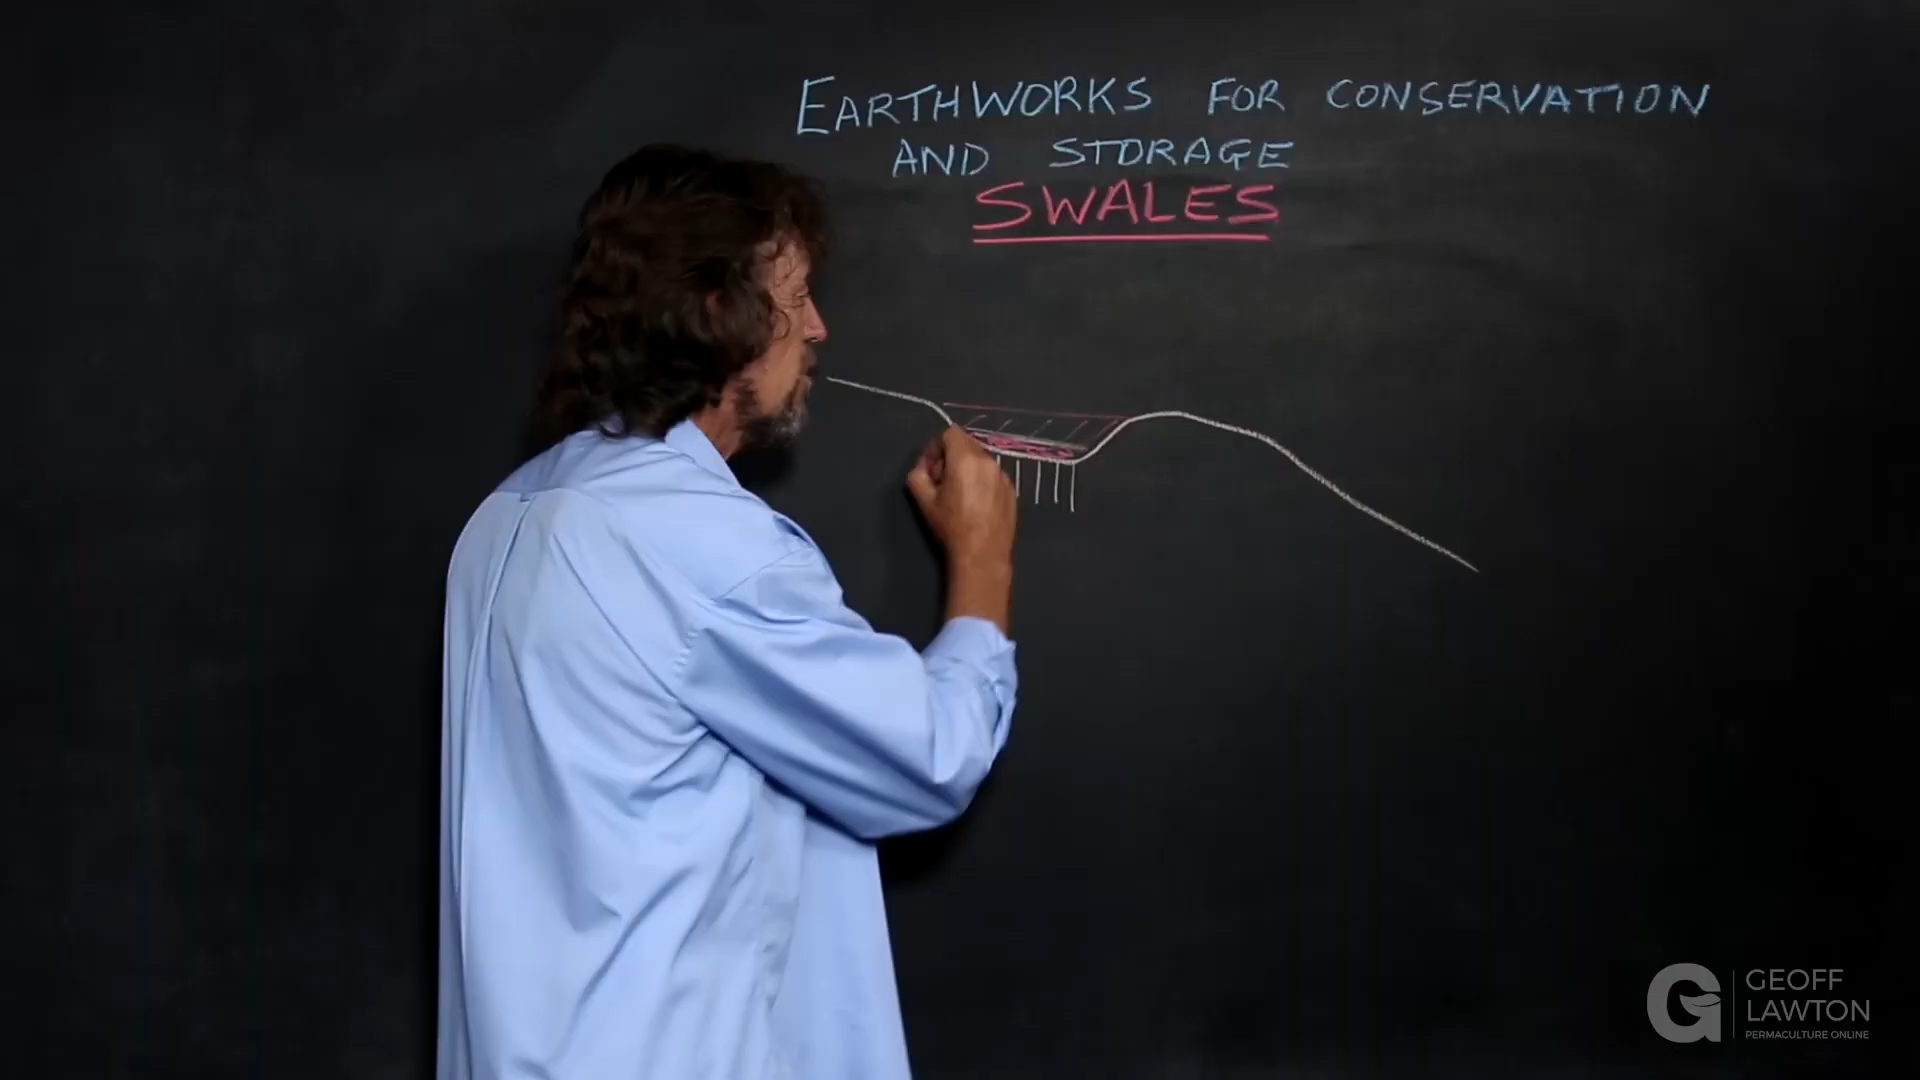 EARTHWORKS FOR CONSERVATION
AND STORAGE
SWALES
GEOFF
LAWTON
PERMACULTURE ONLINE